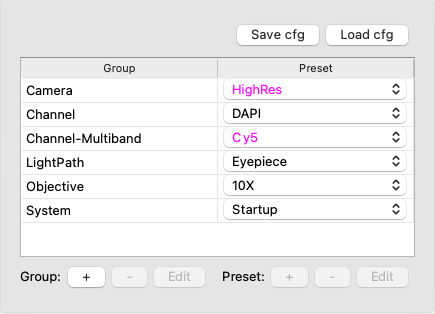 Save cfg Load cfg
Group Preset
Camera HighRes
Channel DAPI
Channel-Multiband Cy5
LightPath Eyepiece
Objective 10X
System Startup
Group: + - Edit Preset: + - Edit